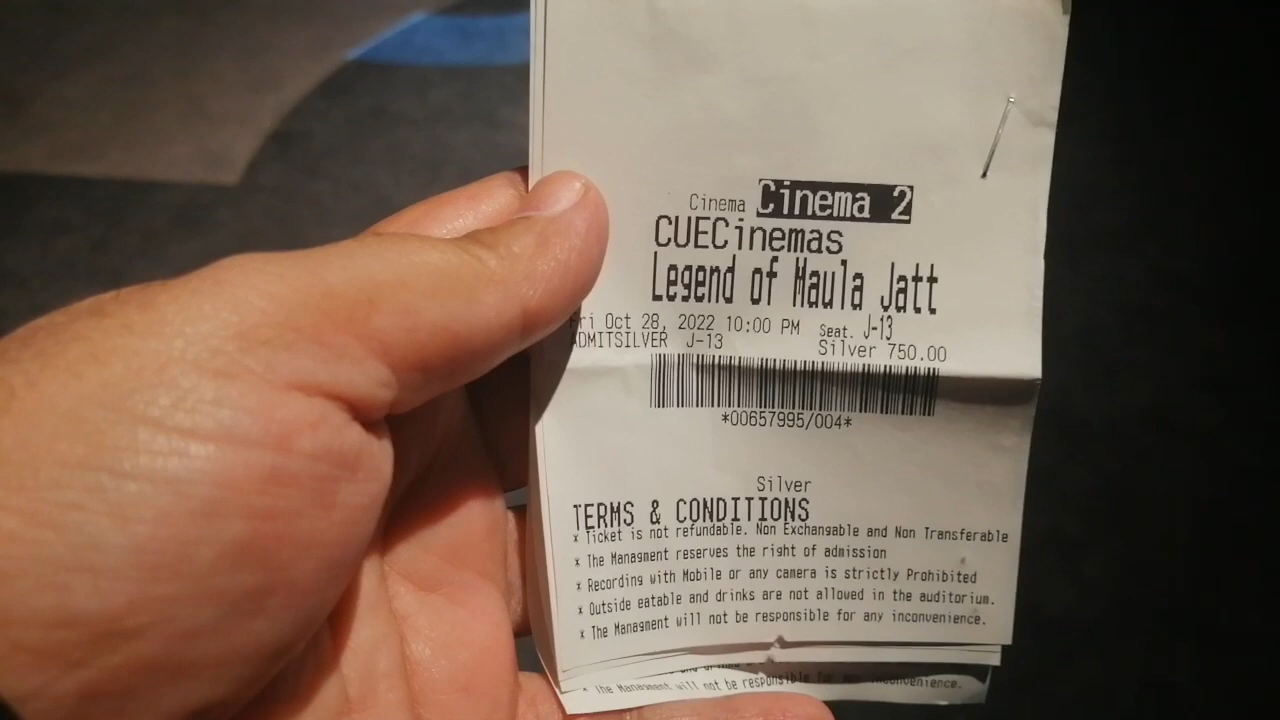 Cinema Cinema 2
CUECinemas
Legend of Maula Jatt
Fri Oct 28, 2022 10:00 PM Seat. J-13
ADMITSILVER J-13 Silver 750.00
*00657995/004*
Silver
TERMS & CONDITIONS
* Ticket is not refundable. Non Exchangable and Non Transferable
* The Managment reserves the right of admission
* Recording with Mobile or any camera is strictly Prohibited
* Outside eatable and drinks are not allowed in the auditorium.
* The Managment will not be responsible for any inconvenience.
* The Managment will not be responsible for any inconvenience.